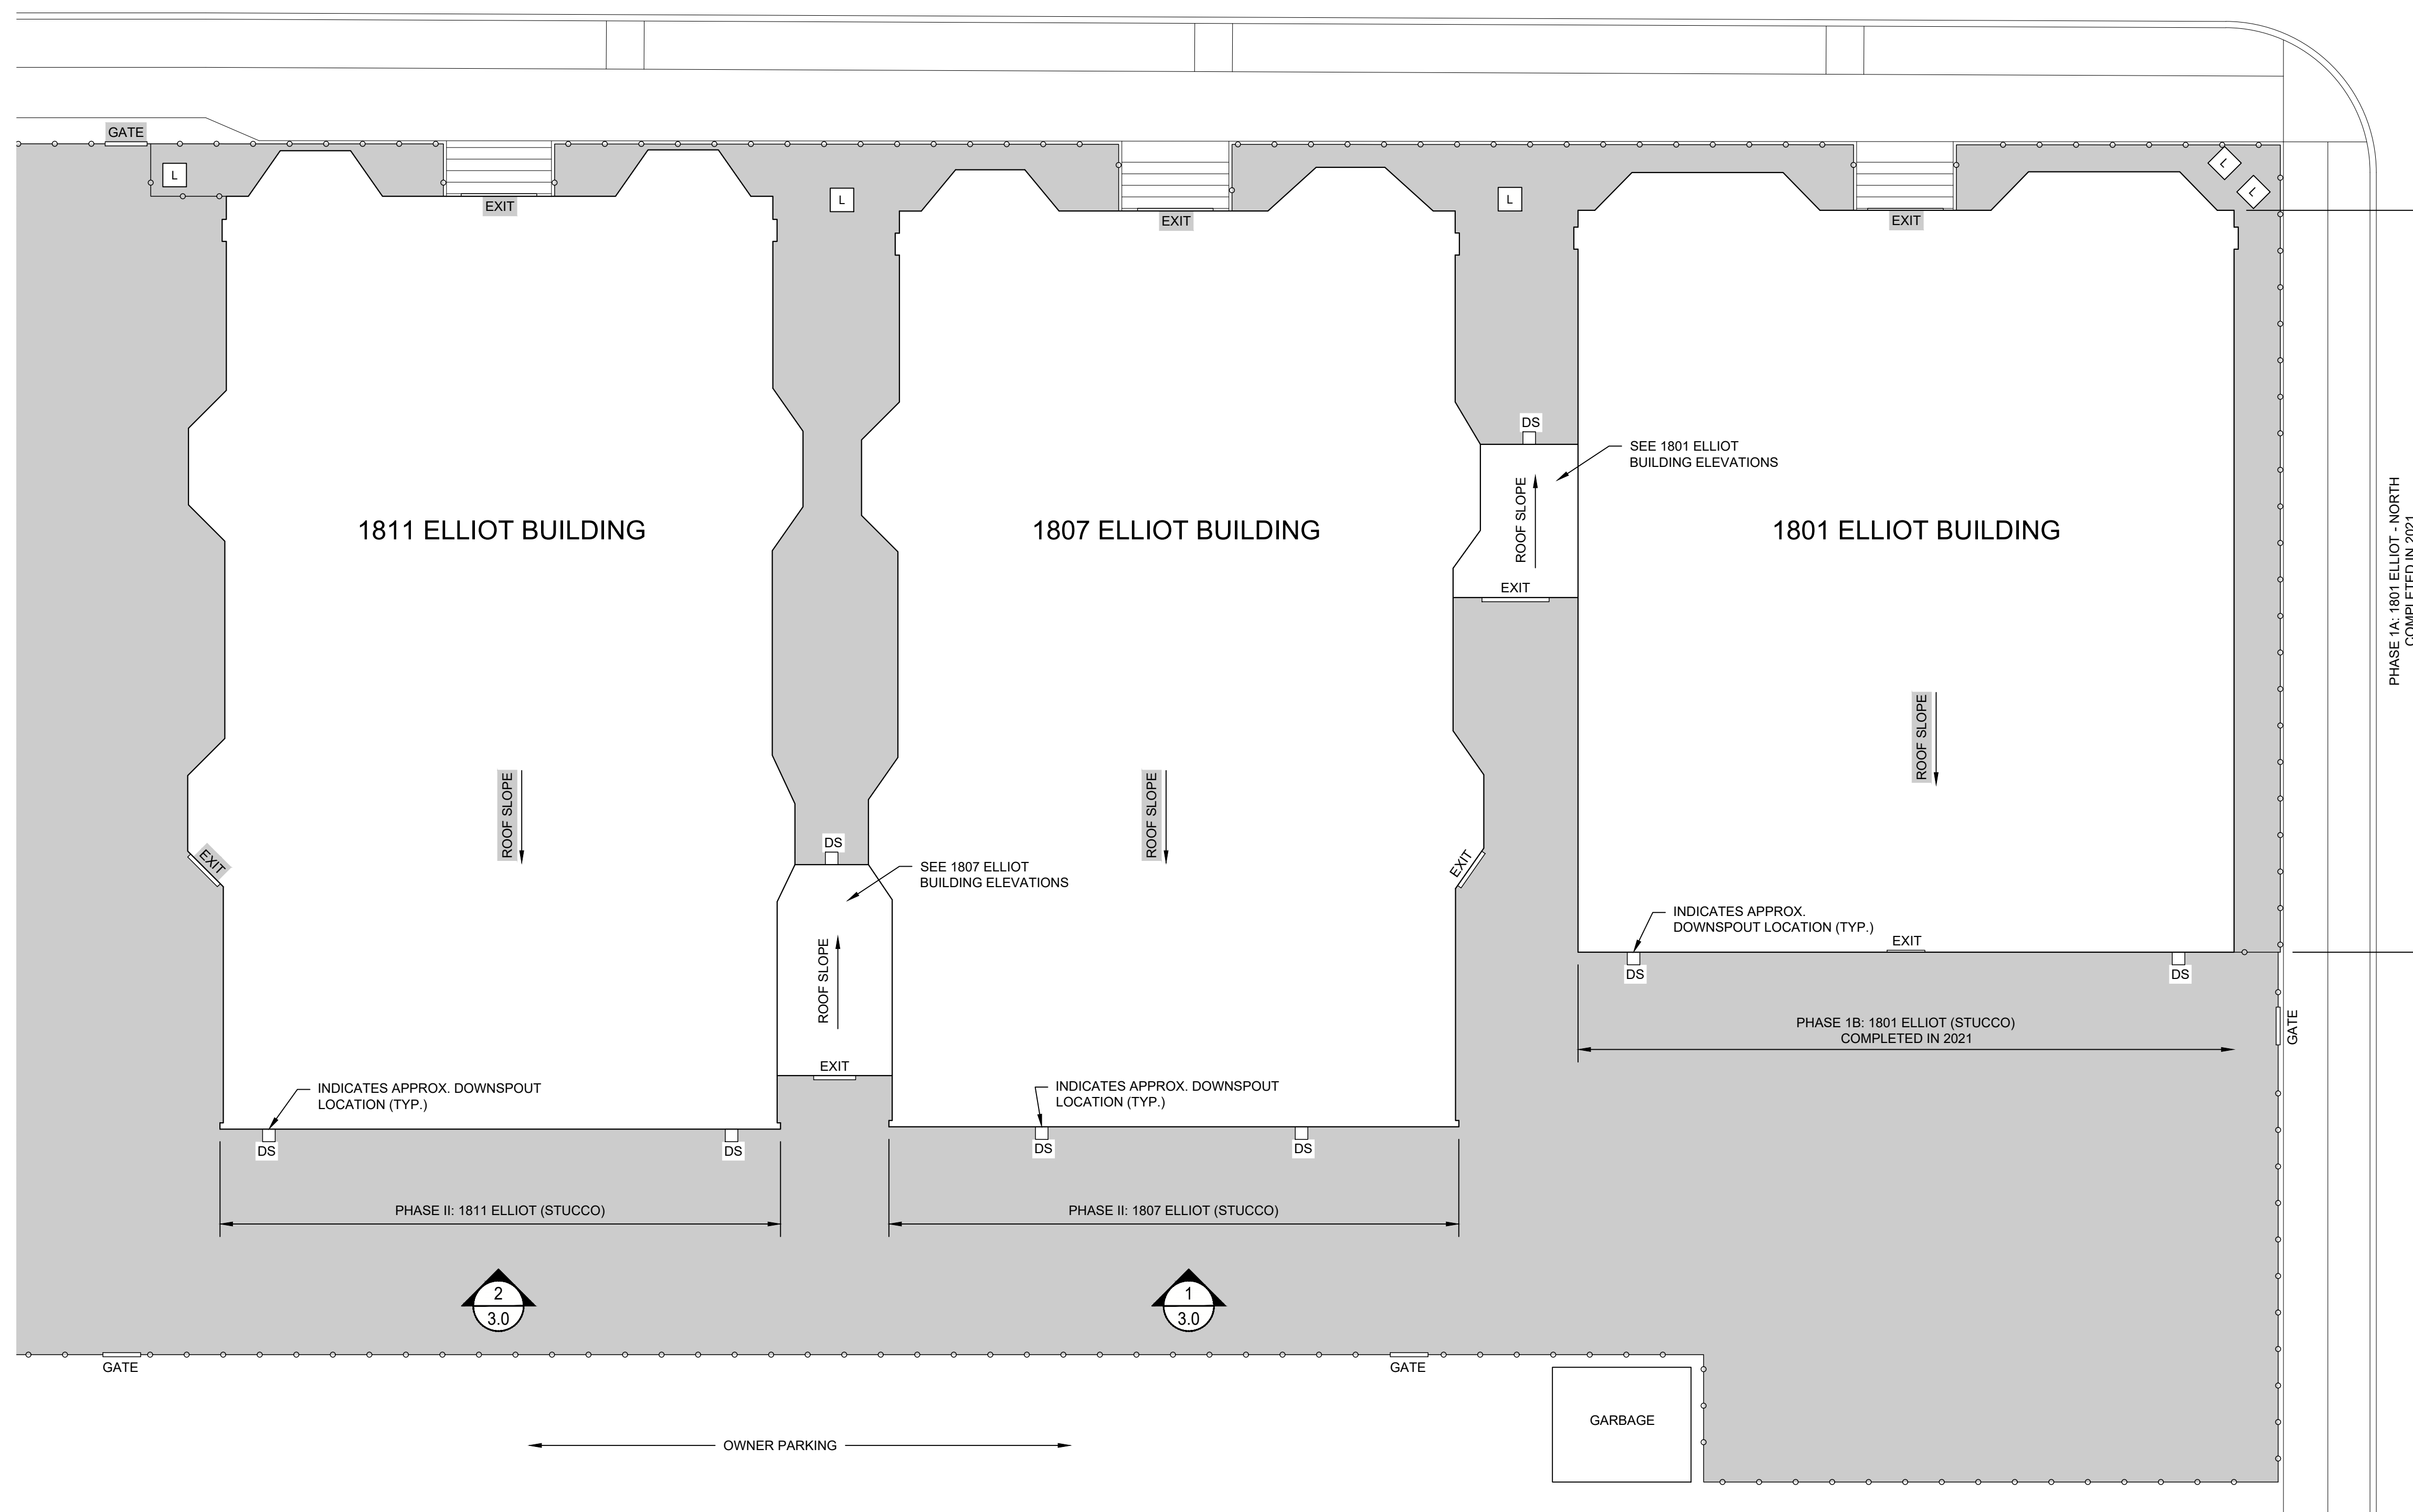 GATE
L
L
L
L
L
EXIT
EXIT
EXIT
DS
SEE 1801 ELLIOT
BUILDING ELEVATIONS
ROOF SLOPE
EXIT
1811 ELLIOT BUILDING
1807 ELLIOT BUILDING
1801 ELLIOT BUILDING
PHASE 1A: 1801 ELLIOT - NORTH
COMPLETED IN 2021
ROOF SLOPE
ROOF SLOPE
ROOF SLOPE
EXIT
DS
SEE 1807 ELLIOT
BUILDING ELEVATIONS
EXIT
ROOF SLOPE
EXIT
INDICATES APPROX.
DOWNSPOUT LOCATION (TYP.)
EXIT
DS
DS
GATE
PHASE 1B: 1801 ELLIOT (STUCCO)
COMPLETED IN 2021
INDICATES APPROX. DOWNSPOUT
LOCATION (TYP.)
INDICATES APPROX. DOWNSPOUT
LOCATION (TYP.)
DS
DS
DS
DS
PHASE II: 1811 ELLIOT (STUCCO)
PHASE II: 1807 ELLIOT (STUCCO)
2
3.0
1
3.0
GATE
GATE
GARBAGE
OWNER PARKING